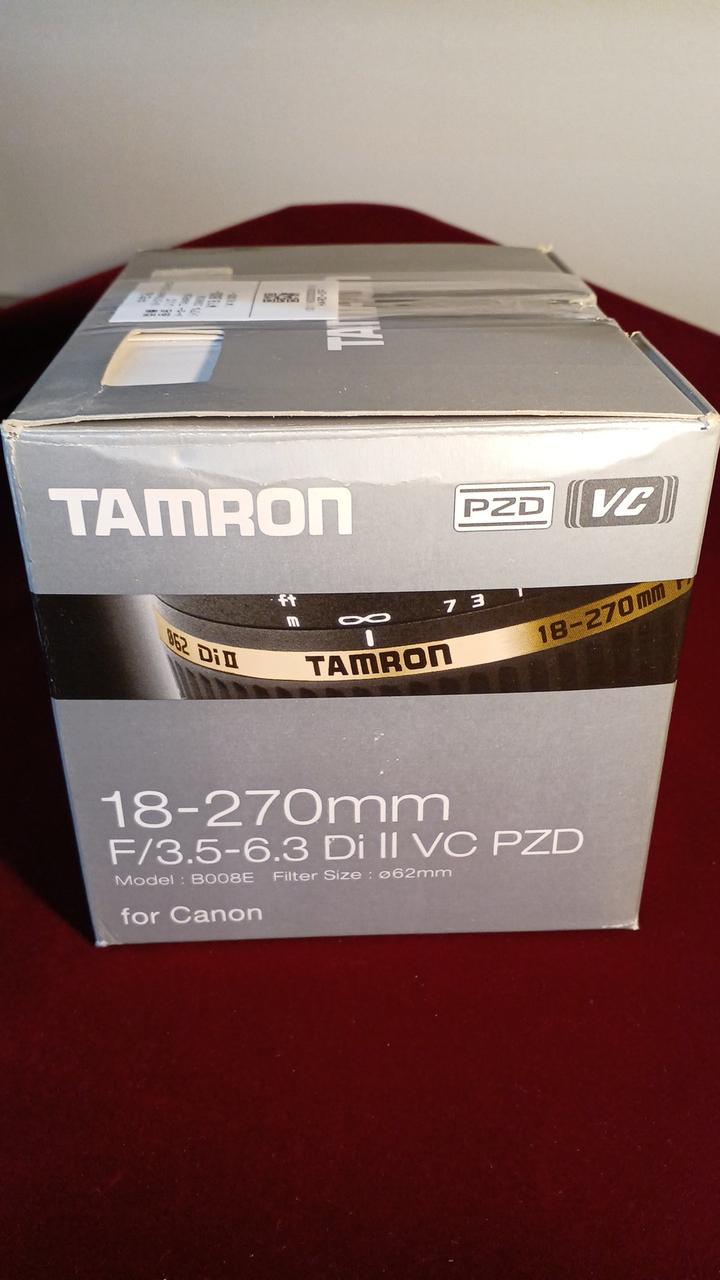 TAMRON
TAMRON
PZD
VC
ft
m ∞ 7 3
ø62 Di II TAMRON 18-270mm
18-270mm
F/3.5-6.3 Di II VC PZD
Model : B008E Filter Size : ø62mm
for Canon